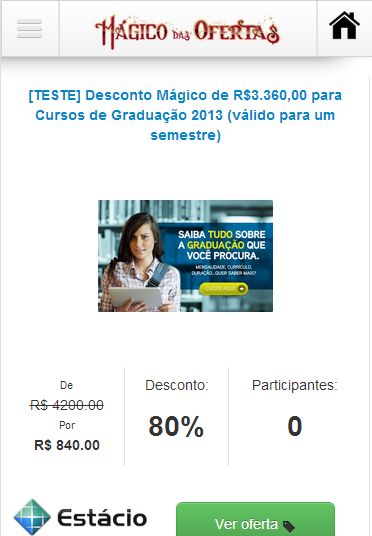 MÁGICO DAS OFERTAS
[TESTE] Desconto Mágico de R$3.360,00 para
Cursos de Graduação 2013 (válido para um
semestre)
SAIBA TUDO SOBRE
A GRADUAÇÃO QUE
VOCÊ PROCURA.
MENSALIDADE, CURRÍCULO,
DURAÇÃO...QUER SABER MAIS?
CLIQUE AQUI
De
R$ 4200.00
Por
R$ 840.00
Desconto:
80%
Participantes:
0
Estácio
Ver oferta